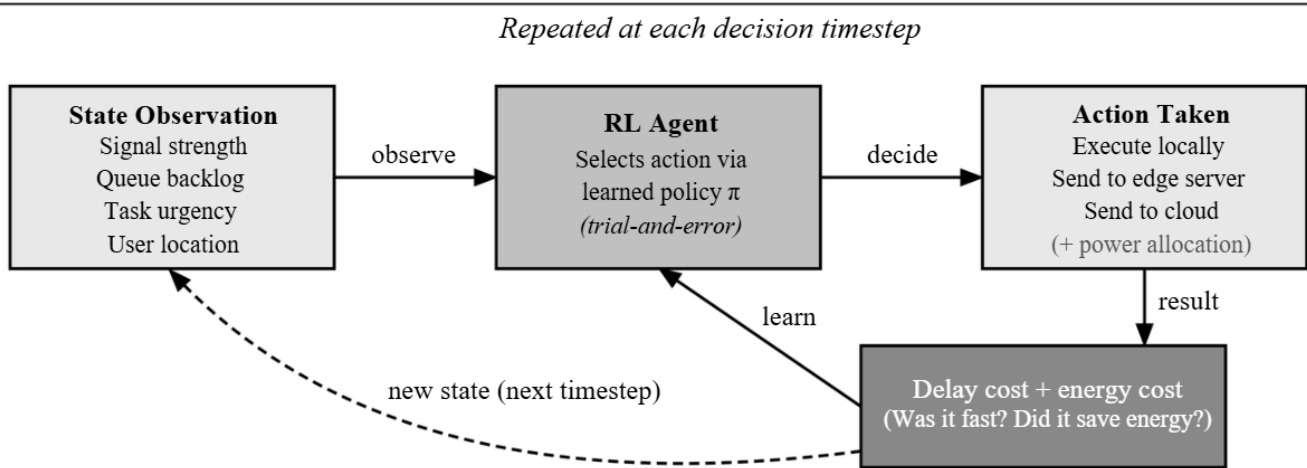 Repeated at each decision timestep
State Observation
Signal strength
Queue backlog
Task urgency
User location
observe
RL Agent
Selects action via
learned policy π
(trial-and-error)
decide
Action Taken
Execute locally
Send to edge server
Send to cloud
(+ power allocation)
result
learn
new state (next timestep)
Delay cost + energy cost
(Was it fast? Did it save energy?)